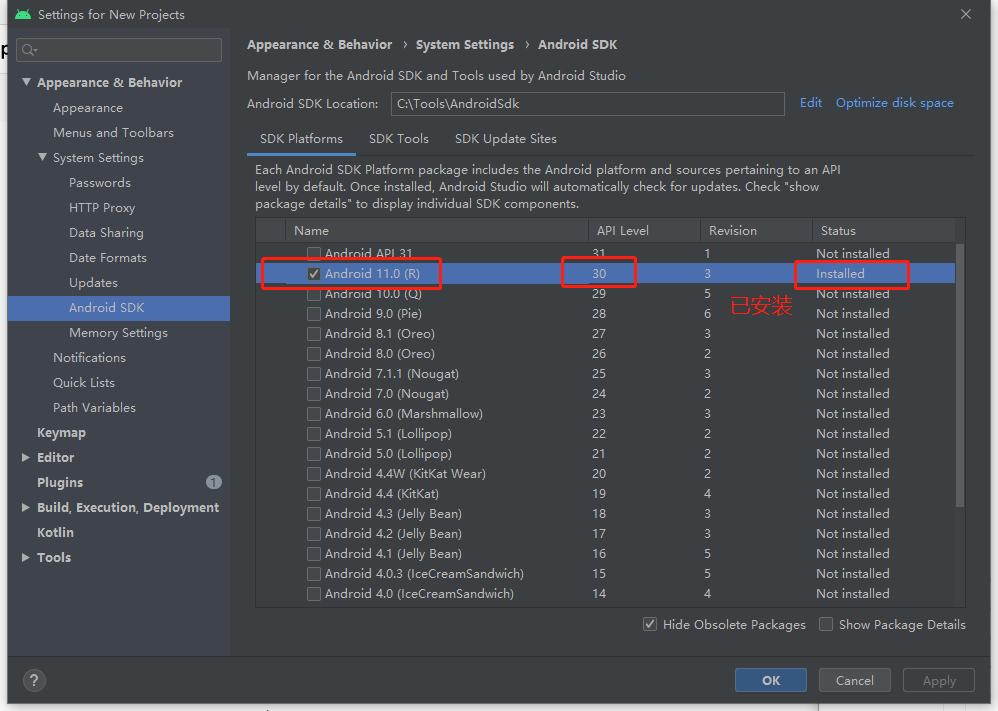 Settings for New Projects
Appearance & Behavior
Appearance
Menus and Toolbars
System Settings
Passwords
HTTP Proxy
Data Sharing
Date Formats
Updates
Android SDK
Memory Settings
Notifications
Quick Lists
Path Variables
Keymap
Editor
Plugins 1
Build, Execution, Deployment
Kotlin
Tools
Appearance & Behavior › System Settings › Android SDK
Manager for the Android SDK and Tools used by Android Studio
Android SDK Location: C:\Tools\AndroidSdk Edit Optimize disk space
SDK Platforms SDK Tools SDK Update Sites
Each Android SDK Platform package includes the Android platform and sources pertaining to an API
level by default. Once installed, Android Studio will automatically check for updates. Check "show
package details" to display individual SDK components.
Name API Level Revision Status
Android API 31 31 1 Not installed
Android 11.0 (R) 30 3 Installed
Android 10.0 (Q) 29 5 Not installed
已安装
Android 9.0 (Pie) 28 6 Not installed
Android 8.1 (Oreo) 27 3 Not installed
Android 8.0 (Oreo) 26 2 Not installed
Android 7.1.1 (Nougat) 25 3 Not installed
Android 7.0 (Nougat) 24 2 Not installed
Android 6.0 (Marshmallow) 23 3 Not installed
Android 5.1 (Lollipop) 22 2 Not installed
Android 5.0 (Lollipop) 21 2 Not installed
Android 4.4W (KitKat Wear) 20 2 Not installed
Android 4.4 (KitKat) 19 4 Not installed
Android 4.3 (Jelly Bean) 18 3 Not installed
Android 4.2 (Jelly Bean) 17 3 Not installed
Android 4.1 (Jelly Bean) 16 5 Not installed
Android 4.0.3 (IceCreamSandwich) 15 5 Not installed
Android 4.0 (IceCreamSandwich) 14 4 Not installed
Hide Obsolete Packages Show Package Details
? OK Cancel Apply